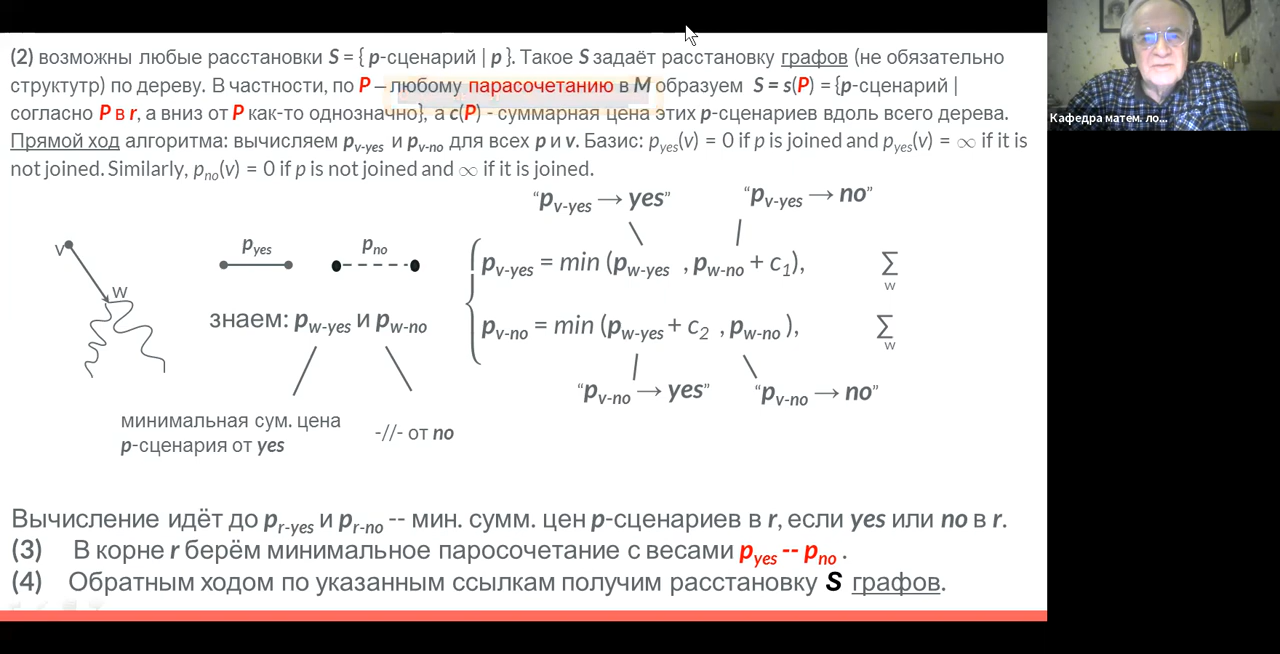 (2) возможны любые расстановки S = { p-сценарий | p }. Такое S задаёт расстановку графов (не обязательно
структутр) по дереву. В частности, по P – любому парасочетанию в M образуем S = s(P) = {p-сценарий |
согласно P в r, а вниз от P как-то однозначно}, а c(P) - суммарная цена этих p-сценариев вдоль всего дерева.
Прямой ход алгоритма: вычисляем pv-yes и pv-no для всех p и v. Базис: pyes(v) = 0 if p is joined and pyes(v) = ∞ if it is
not joined. Similarly, pno(v) = 0 if p is not joined and ∞ if it is joined.
“pv-yes → yes” “pv-yes → no”
v pyes pno
pv-yes = min (pw-yes , pw-no + c1), ∑ w
w
знаем: pw-yes и pw-no
pv-no = min (pw-yes + c2 , pw-no ), ∑ w
“pv-no → yes” “pv-no → no”
минимальная сум. цена
p-сценария от yes
-//- от no
Вычисление идёт до pr-yes и pr-no -- мин. сумм. цен p-сценариев в r, если yes или no в r.
(3) В корне r берём минимальное паросочетание с весами pyes -- pno .
(4) Обратным ходом по указанным ссылкам получим расстановку S графов.
Кафедра матем. ло...